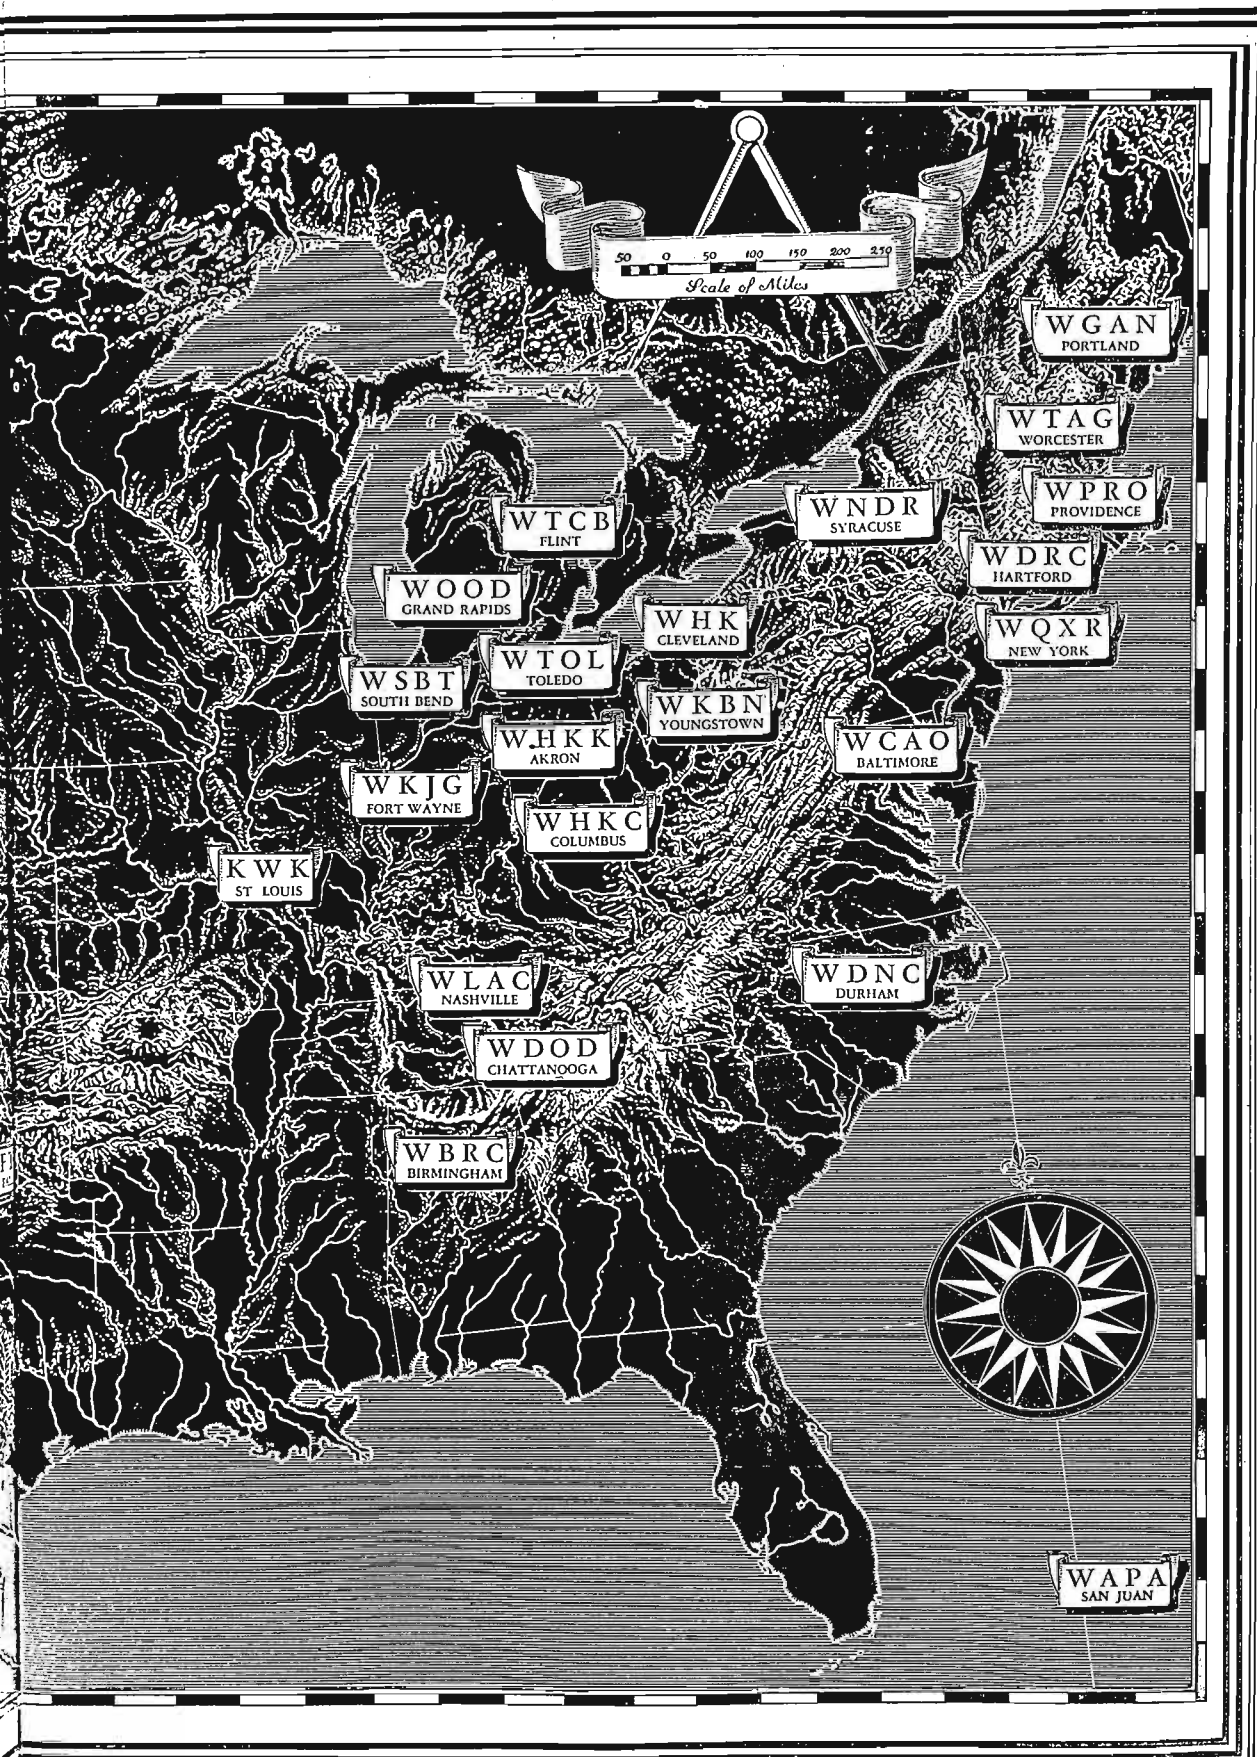 50 0 50 100 150 200 250
Scale of Miles
WGAN
PORTLAND
WTAG
WORCESTER
WPRO
PROVIDENCE
WNDR
SYRACUSE
WTCB
FLINT
WDRC
HARTFORD
WOOD
GRAND RAPIDS
WHK
CLEVELAND
WQXR
NEW YORK
WTOL
TOLEDO
WSBT
SOUTH BEND
WKBN
YOUNGSTOWN
WHKK
AKRON
WCAO
BALTIMORE
WKJG
FORT WAYNE
WHKC
COLUMBUS
KWK
ST LOUIS
WLAC
NASHVILLE
WDNC
DURHAM
WDOD
CHATTANOOGA
WBRC
BIRMINGHAM
WAPA
SAN JUAN